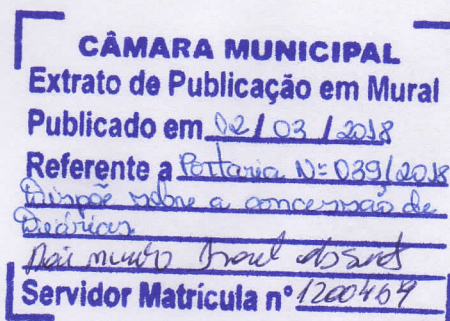 CÂMARA MUNICIPAL
Extrato de Publicação em Mural
Publicado em 02/03/2018
Referente a Portaria Nº 039/2018
Dispõe sobre a concessão de
Diárias
Servidor Matrícula nº 1200469